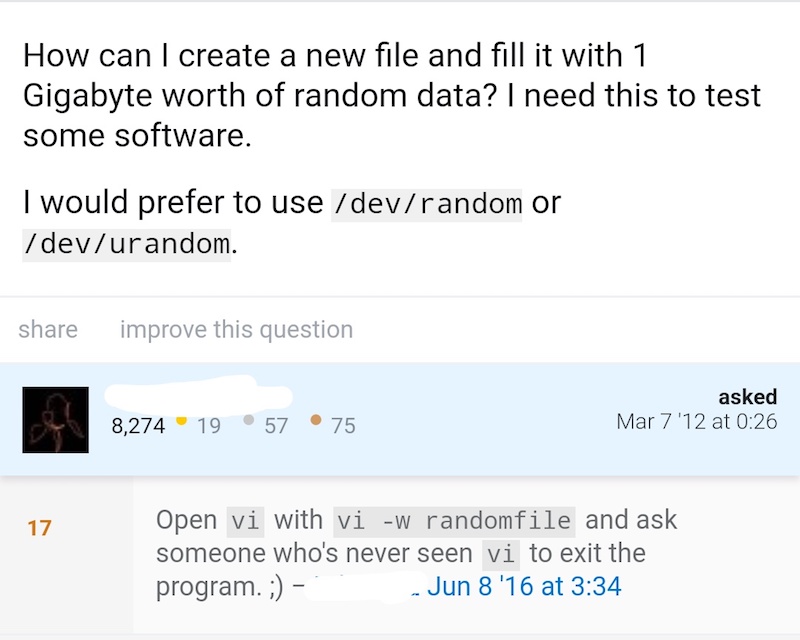 How can I create a new file and fill it with 1
Gigabyte worth of random data? I need this to test
some software.
I would prefer to use /dev/random or
/dev/urandom.
share improve this question
asked
8,274 19 57 75 Mar 7 '12 at 0:26
17 Open vi with vi -w randomfile and ask
someone who's never seen vi to exit the
program. ;) – Jun 8 '16 at 3:34